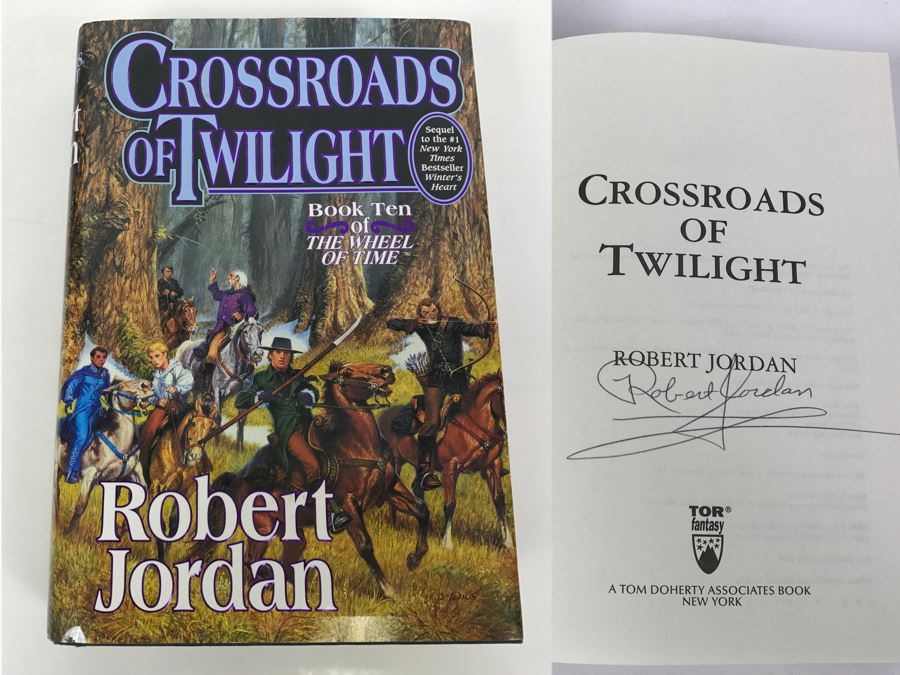 CROSSROADS
OF TWILIGHT
Sequel
to the #1
New York
Times
Bestseller
Winter's
Heart
Book Ten
of
THE WHEEL
OF TIME™
Robert
Jordan
CROSSROADS
OF
TWILIGHT
ROBERT JORDAN
Robert Jordan
TOR®
fantasy
A TOM DOHERTY ASSOCIATES BOOK
NEW YORK